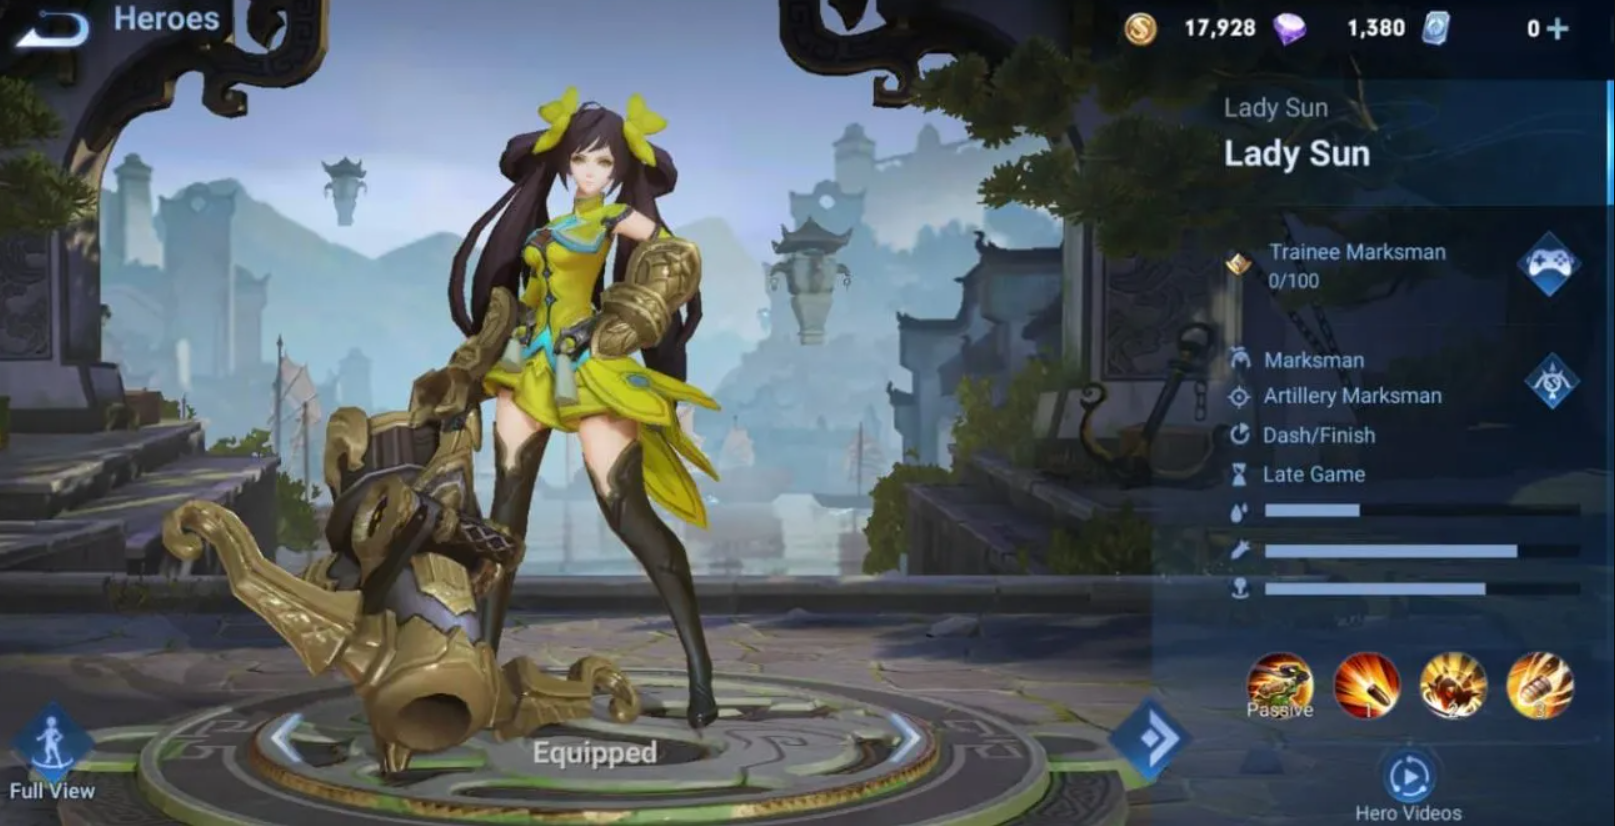 Heroes
17,928
1,380
0
Lady Sun
Lady Sun
Trainee Marksman
0/100
Marksman
Artillery Marksman
Dash/Finish
Late Game
Passive
1
2
3
Equipped
Full View
Hero Videos